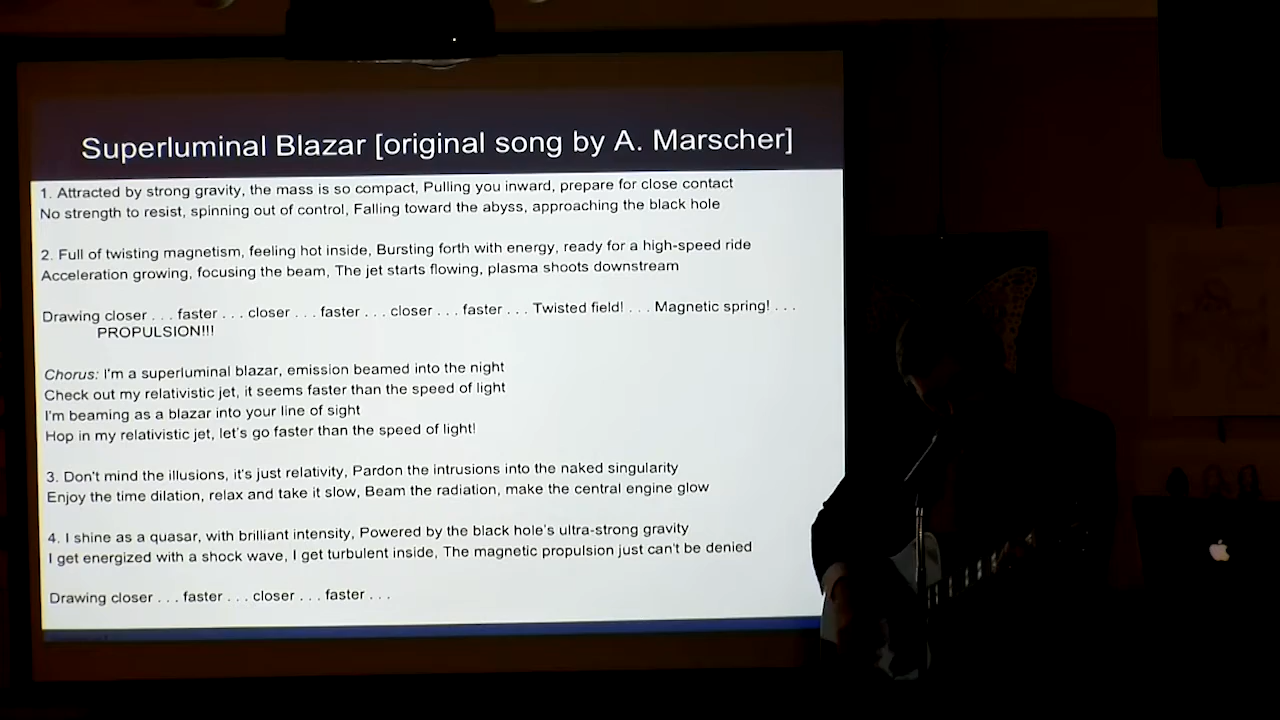 Superluminal Blazar [original song by A. Marscher]
1. Attracted by strong gravity, the mass is so compact, Pulling you inward, prepare for close contact
No strength to resist, spinning out of control, Falling toward the abyss, approaching the black hole
2. Full of twisting magnetism, feeling hot inside, Bursting forth with energy, ready for a high-speed ride
Acceleration growing, focusing the beam, The jet starts flowing, plasma shoots downstream
Drawing closer . . . faster . . . closer . . . faster . . . closer . . . faster . . . Twisted field! . . . Magnetic spring! . . .
PROPULSION!!!
Chorus: I'm a superluminal blazar, emission beamed into the night
Check out my relativistic jet, it seems faster than the speed of light
I'm beaming as a blazar into your line of sight
Hop in my relativistic jet, let's go faster than the speed of light!
3. Don't mind the illusions, it's just relativity, Pardon the intrusions into the naked singularity
Enjoy the time dilation, relax and take it slow, Beam the radiation, make the central engine glow
4. I shine as a quasar, with brilliant intensity, Powered by the black hole's ultra-strong gravity
I get energized with a shock wave, I get turbulent inside, The magnetic propulsion just can't be denied
Drawing closer . . . faster . . . closer . . . faster . . .